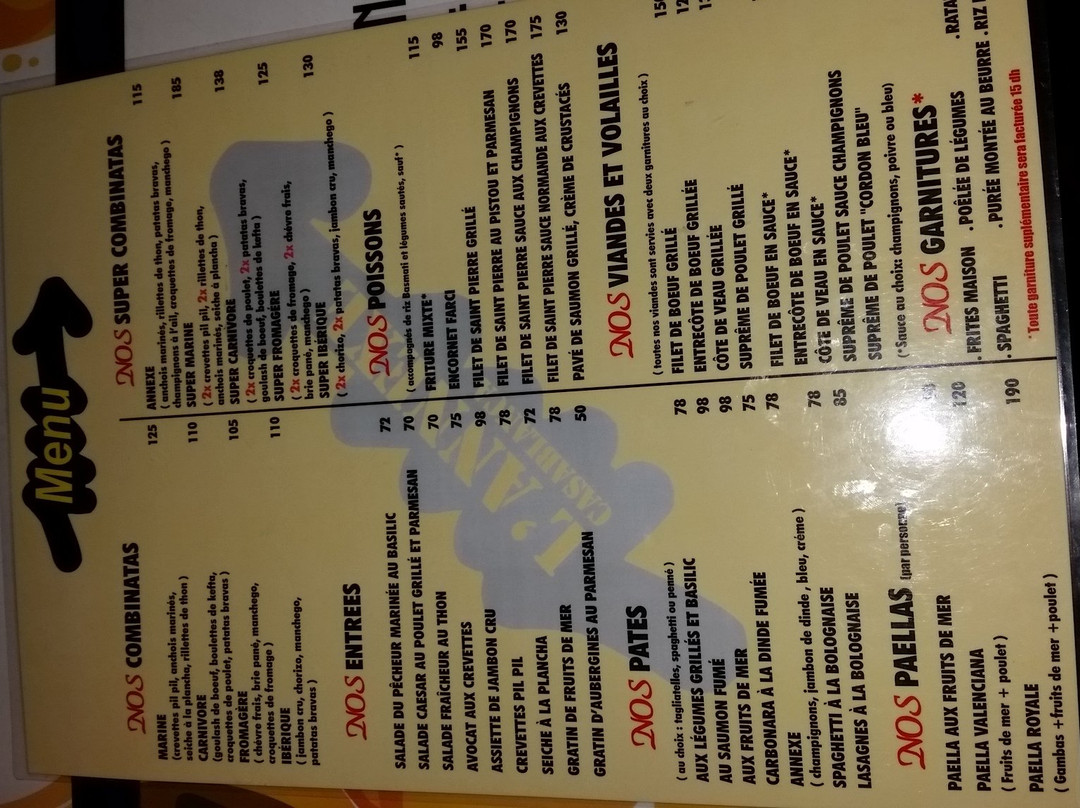 Menu
NOS COMBINATAS
MARINE 125
(crevettes pil pil, anchois marinés,
seiche à la plancha, rillettes de thon )
CARNIVORE 110
(goulash de boeuf, boulettes de kefta,
croquettes de poulet, patatas bravas )
FROMAGERE 105
( chèvre frais, brie pané, manchego,
croquettes de fromage )
IBÉRIQUE 110
( jambon cru, chorizo, manchego,
patatas bravas )
NOS ENTREES
SALADE DU PÊCHEUR MARINÉE AU BASILIC 72
SALADE CAESAR AU POULET GRILLÉ ET PARMESAN 70
SALADE FRAÎCHEUR AU THON 70
AVOCAT AUX CREVETTES 75
ASSIETTE DE JAMBON CRU 98
CREVETTES PIL PIL 78
SEICHE À LA PLANCHA 72
GRATIN DE FRUITS DE MER 78
GRATIN D'AUBERGINES AU PARMESAN 50
NOS PATES
( au choix : tagliatelles, spaghetti ou penné )
AUX LÉGUMES GRILLÉS ET BASILIC 78
AU SAUMON FUMÉ 98
AUX FRUITS DE MER 98
CARBONARA À LA DINDE FUMÉE 75
ANNEXE 78
( champignons, jambon de dinde , bleu, créme )
SPAGHETTI À LA BOLOGNAISE 78
LASAGNES À LA BOLOGNAISE 85
NOS PAELLAS (par personne)
PAELLA AUX FRUITS DE MER
PAELLA VALENCIANA 120
( Fruits de mer + poulet )
PAELLA ROYALE 190
( Gambas +fruits de mer +poulet )
NOS SUPER COMBINATAS
ANNEXE 115
( anchois marinés, rillettes de thon, patatas bravas,
champignons à l'ail, croquettes de fromage, manchego )
SUPER MARINE 185
( 2x crevettes pil pil, 2x rillettes de thon,
anchois marinés, seiche à plancha )
SUPER CARNIVORE 138
( 2x croquettes de poulet, 2x patatas bravas,
goulash de boeuf, boulettes de kefta )
SUPER FROMAGÈRE 125
( 2x croquettes de fromage, 2x chèvre frais,
brie pané, manchego )
SUPER IBÉRIQUE 130
( 2x chorizo, 2x patatas bravas, jambon cru, manchego )
NOS POISSONS
( accompagnés de riz Basmati et légumes sautés, sauf* )
FRITURE MIXTE* 115
ENCORNET FARCI 98
FILET DE SAINT PIERRE GRILLÉ 155
FILET DE SAINT PIERRE AU PISTOU ET PARMESAN 170
FILET DE SAINT PIERRE SAUCE AUX CHAMPIGNONS 170
FILET DE SAINT PIERRE SAUCE NORMANDE AUX CREVETTES 175
PAVÉ DE SAUMON GRILLÉ, CRÈME DE CRUSTACÉS 130
NOS VIANDES ET VOLAILLES
( toutes nos viandes sont servies avec deux garnitures au choix )
FILET DE BOEUF GRILLÉ
ENTRECÔTE DE BOEUF GRILLÉE
CÔTE DE VEAU GRILLÉE
SUPRÊME DE POULET GRILLÉ
FILET DE BOEUF EN SAUCE*
ENTRECÔTE DE BOEUF EN SAUCE*
CÔTE DE VEAU EN SAUCE*
SUPRÊME DE POULET SAUCE CHAMPIGNONS
SUPRÊME DE POULET "CORDON BLEU"
(*Sauce au choix: champignons, poivre ou bleu)
NOS GARNITURES*
. FRITES MAISON .POÊLÉE DE LÉGUMES
. SPAGHETTI .PURÉE MONTÉE AU BEURRE .RIZ
* Toute garniture suplémentaire sera facturée 15 dh